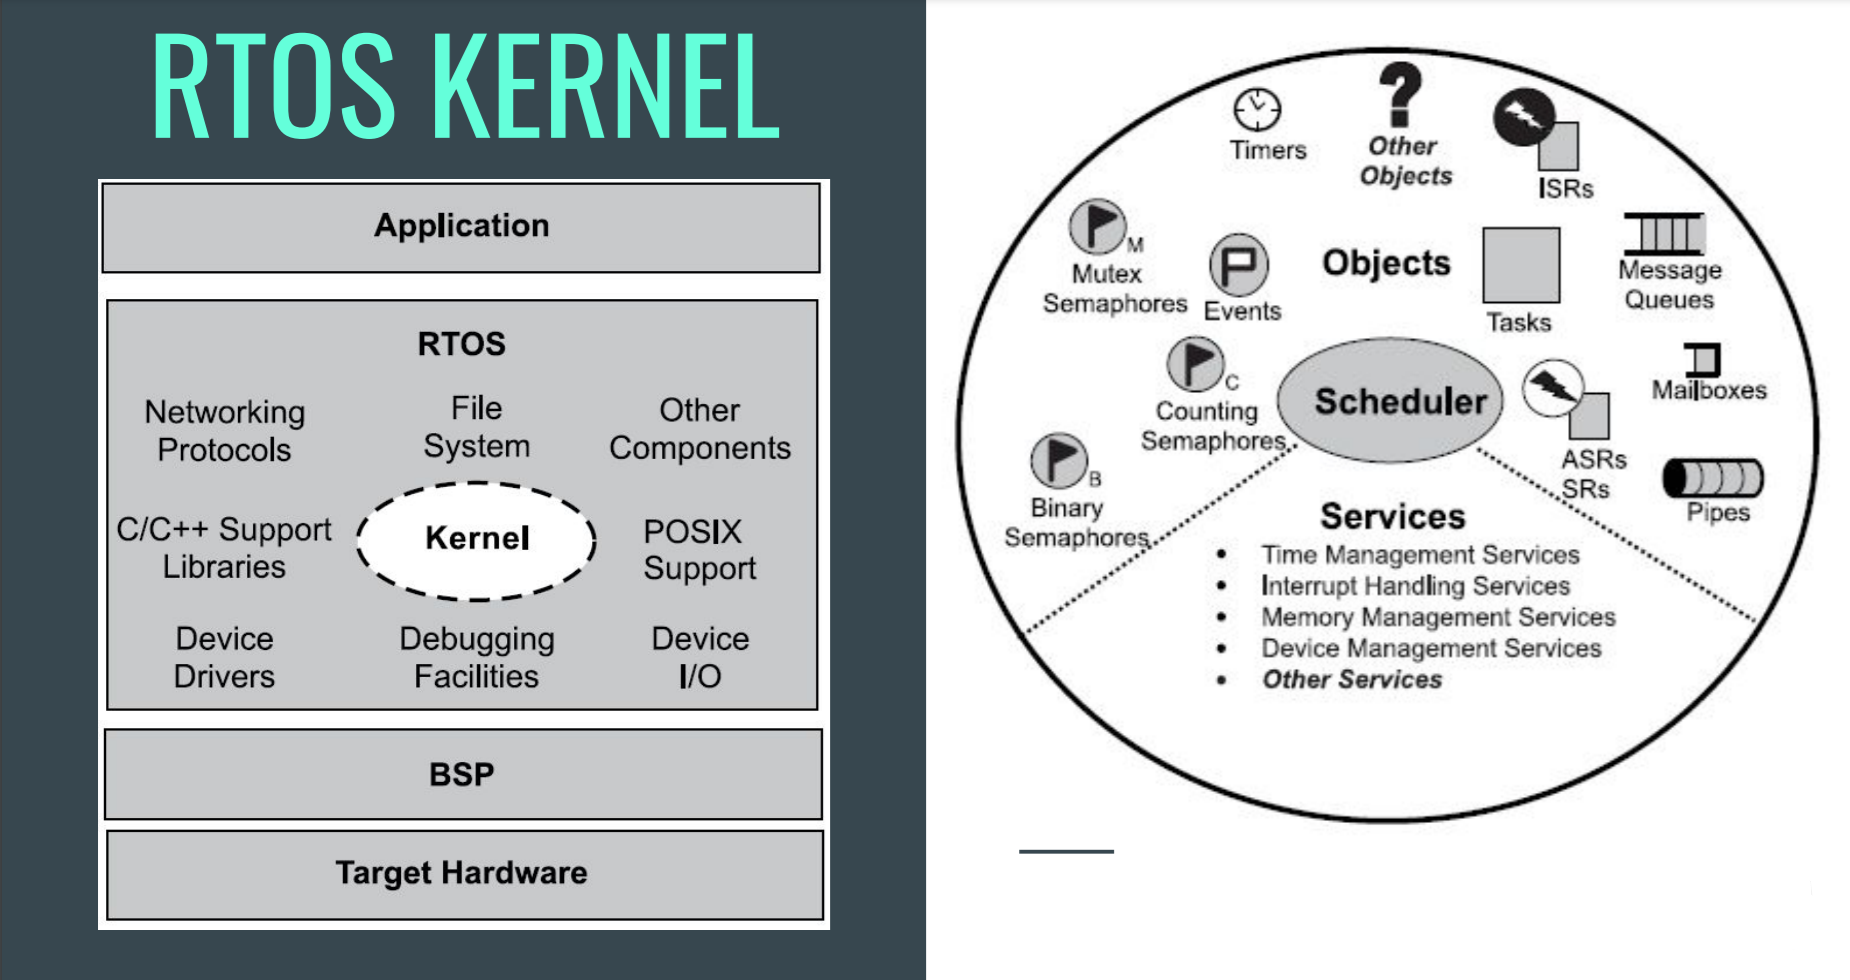 RTOS KERNEL
Application
RTOS
Networking
Protocols
File
System
Other
Components
C/C++ Support
Libraries
Kernel
POSIX
Support
Device
Drivers
Debugging
Facilities
Device
I/O
BSP
Target Hardware
Timers
?
Other
Objects
ISRs
M
Mutex
Semaphores
Events
Objects
Tasks
Message
Queues
C
Counting
Semaphores
Scheduler
Mailboxes
B
Binary
Semaphores
ASRs
SRs
Pipes
Services
• Time Management Services
• Interrupt Handling Services
• Memory Management Services
• Device Management Services
• Other Services